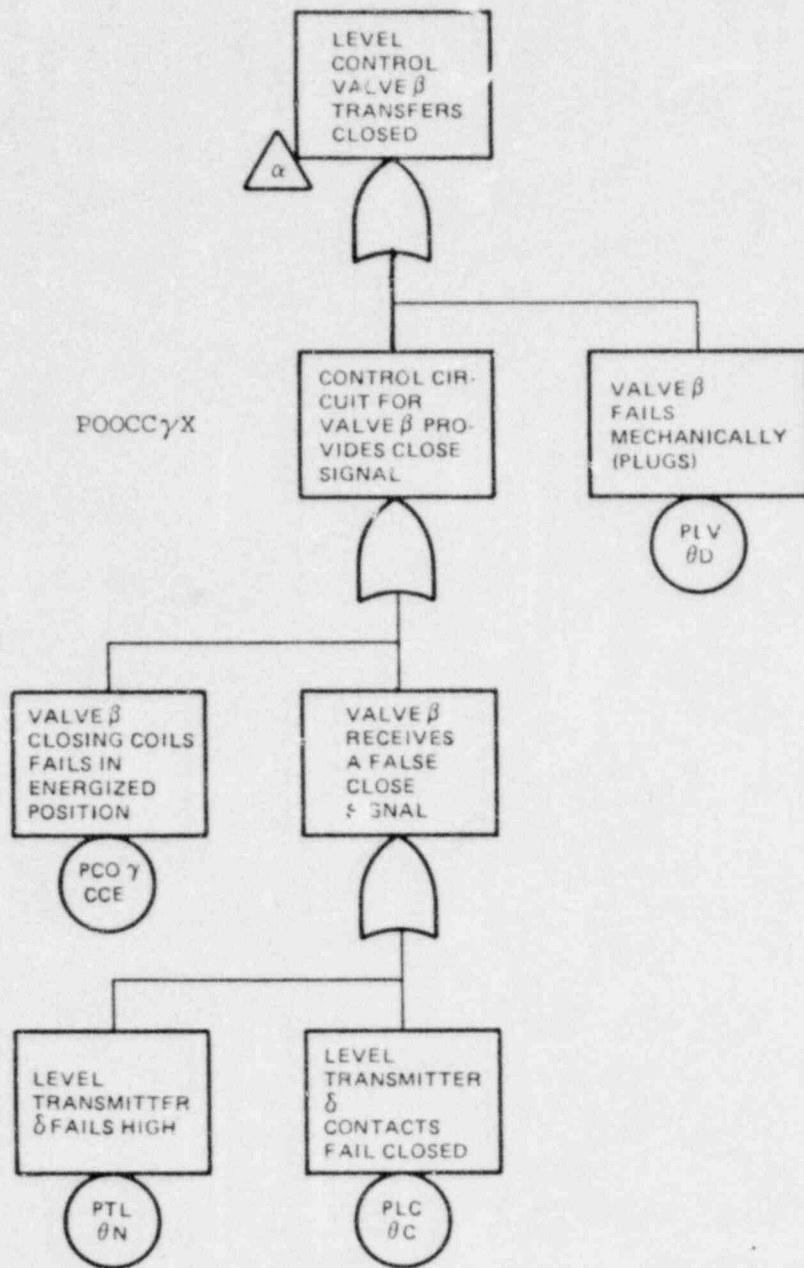 LEVEL
CONTROL
VALVE β
TRANSFERS
CLOSED
α
CONTROL CIR-
CUIT FOR
VALVE β PRO-
VIDES CLOSE
SIGNAL
POOCCγX
VALVE β
FAILS
MECHANICALLY
(PLUGS)
PLV
θD
VALVE β
CLOSING COILS
FAILS IN
ENERGIZED
POSITION
PCO γ
CCE
VALVE β
RECEIVES
A FALSE
CLOSE
SIGNAL
LEVEL
TRANSMITTER
δ FAILS HIGH
PTL
θN
LEVEL
TRANSMITTER
δ
CONTACTS
FAIL CLOSED
PLC
θC